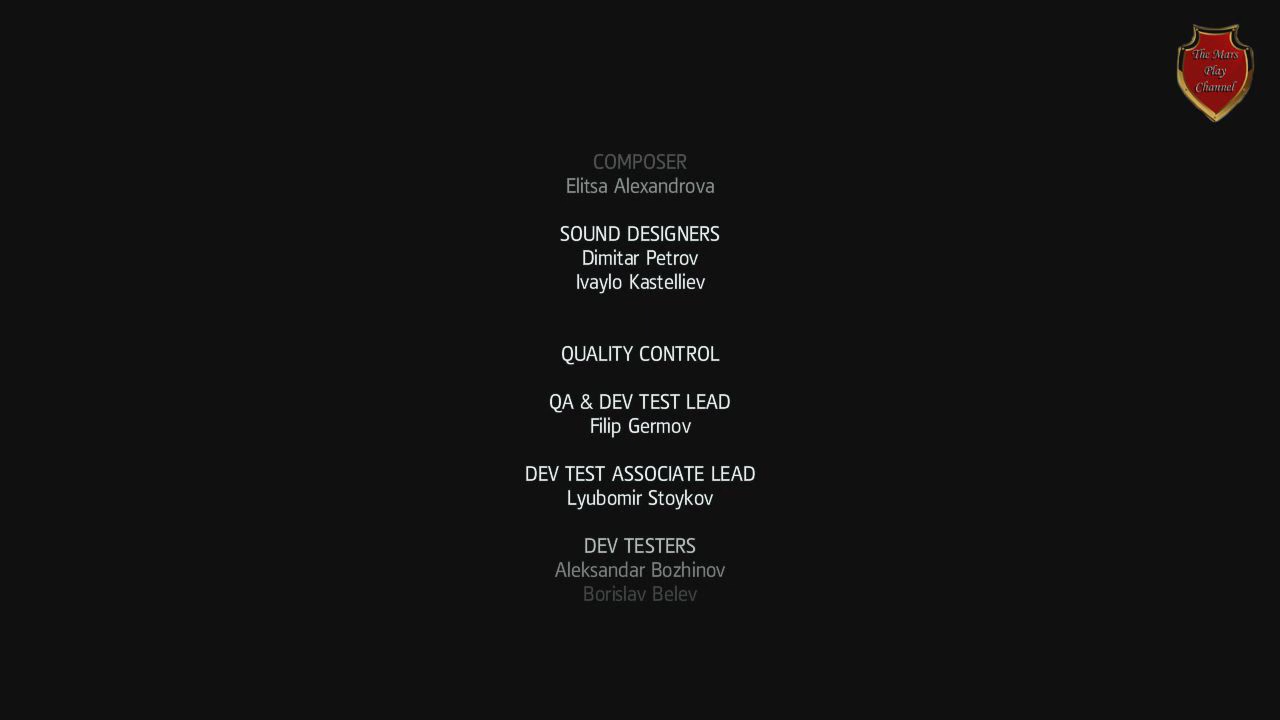 The Mars
Play
Channel
COMPOSER
Elitsa Alexandrova
SOUND DESIGNERS
Dimitar Petrov
Ivaylo Kastelliev
QUALITY CONTROL
QA & DEV TEST LEAD
Filip Germov
DEV TEST ASSOCIATE LEAD
Lyubomir Stoykov
DEV TESTERS
Aleksandar Bozhinov
Borislav Belev